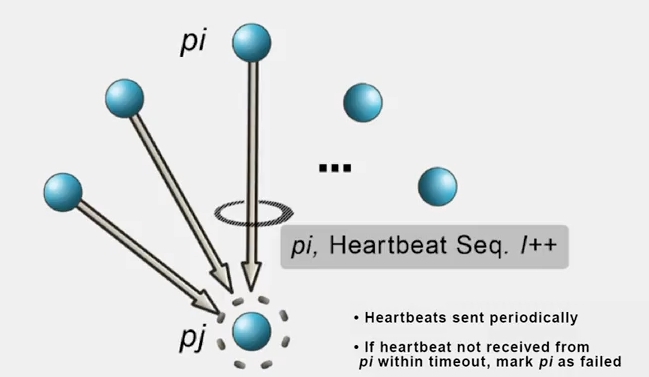 pi
...
pi, Heartbeat Seq. l++
pj
• Heartbeats sent periodically
• If heartbeat not received from
pi within timeout, mark pi as failed